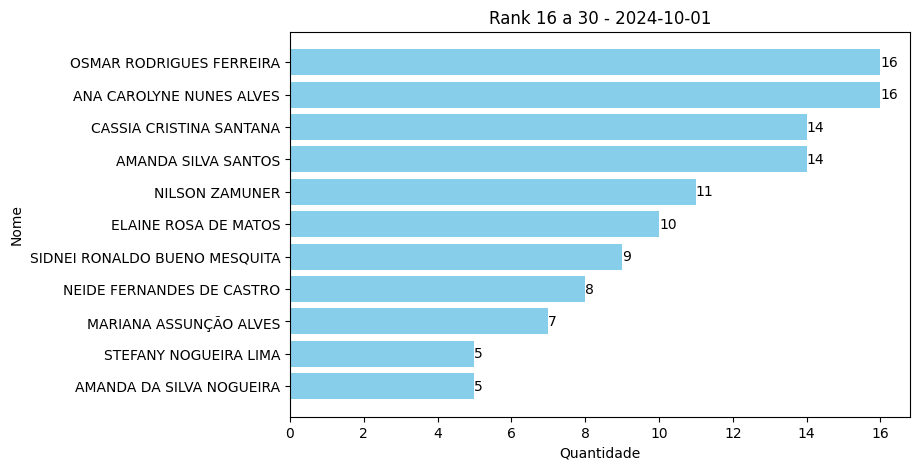 Rank 16 a 30 - 2024-10-01
OSMAR RODRIGUES FERREIRA 16
ANA CAROLYNE NUNES ALVES 16
CASSIA CRISTINA SANTANA 14
AMANDA SILVA SANTOS 14
NILSON ZAMUNER 11
ELAINE ROSA DE MATOS 10
SIDNEI RONALDO BUENO MESQUITA 9
NEIDE FERNANDES DE CASTRO 8
MARIANA ASSUNÇÃO ALVES 7
STEFANY NOGUEIRA LIMA 5
AMANDA DA SILVA NOGUEIRA 5
Nome
0 2 4 6 8 10 12 14 16
Quantidade